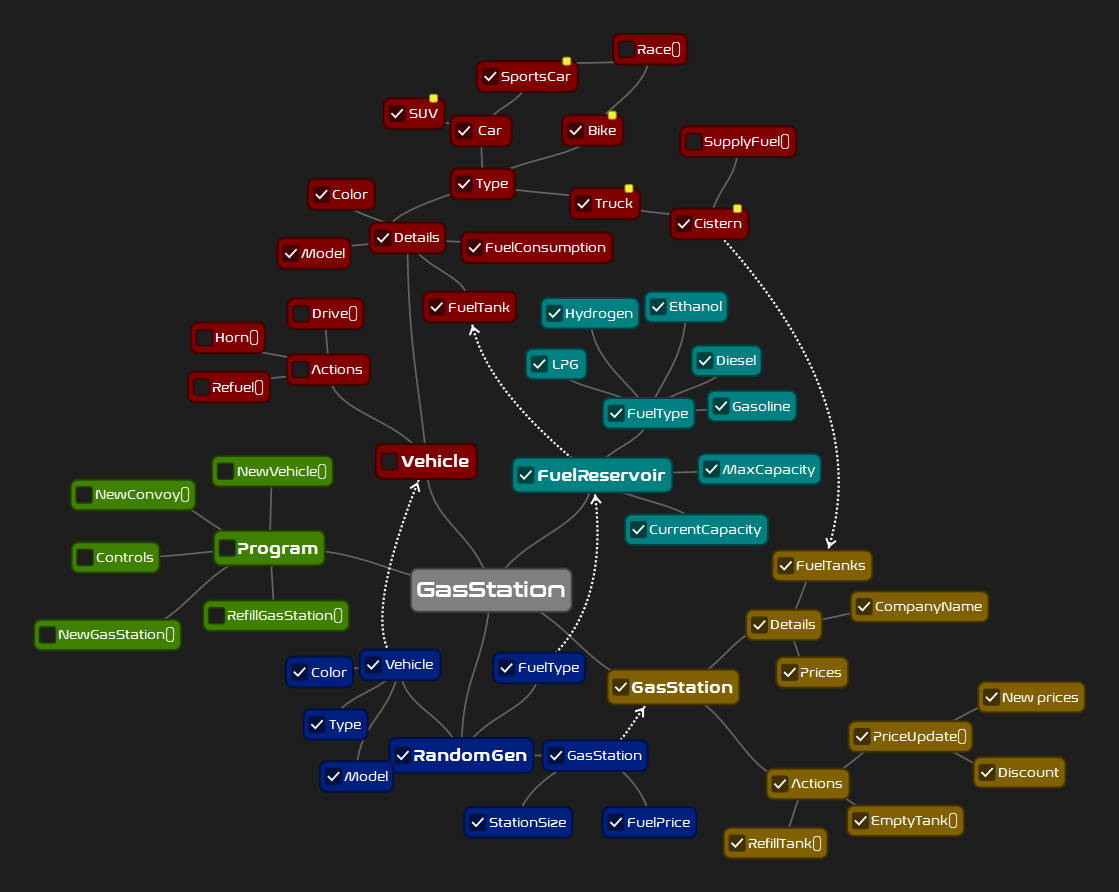 Race()
SportsCar
SUV
Car
Bike
SupplyFuel()
Type
Color
Truck
Cistern
Details
Model
FuelConsumption
FuelTank
Hydrogen
Ethanol
Drive()
Horn()
LPG
Diesel
Actions
Refuel()
FuelType
Gasoline
Vehicle
FuelReservoir
MaxCapacity
NewVehicle()
NewConvoy()
CurrentCapacity
Program
Controls
FuelTanks
GasStation
CompanyName
RefillGasStation()
Details
NewGasStation()
Vehicle
FuelType
Color
Prices
GasStation
New prices
Type
PriceUpdate()
RandomGen
GasStation
Model
Discount
Actions
StationSize
FuelPrice
EmptyTank()
RefillTank()